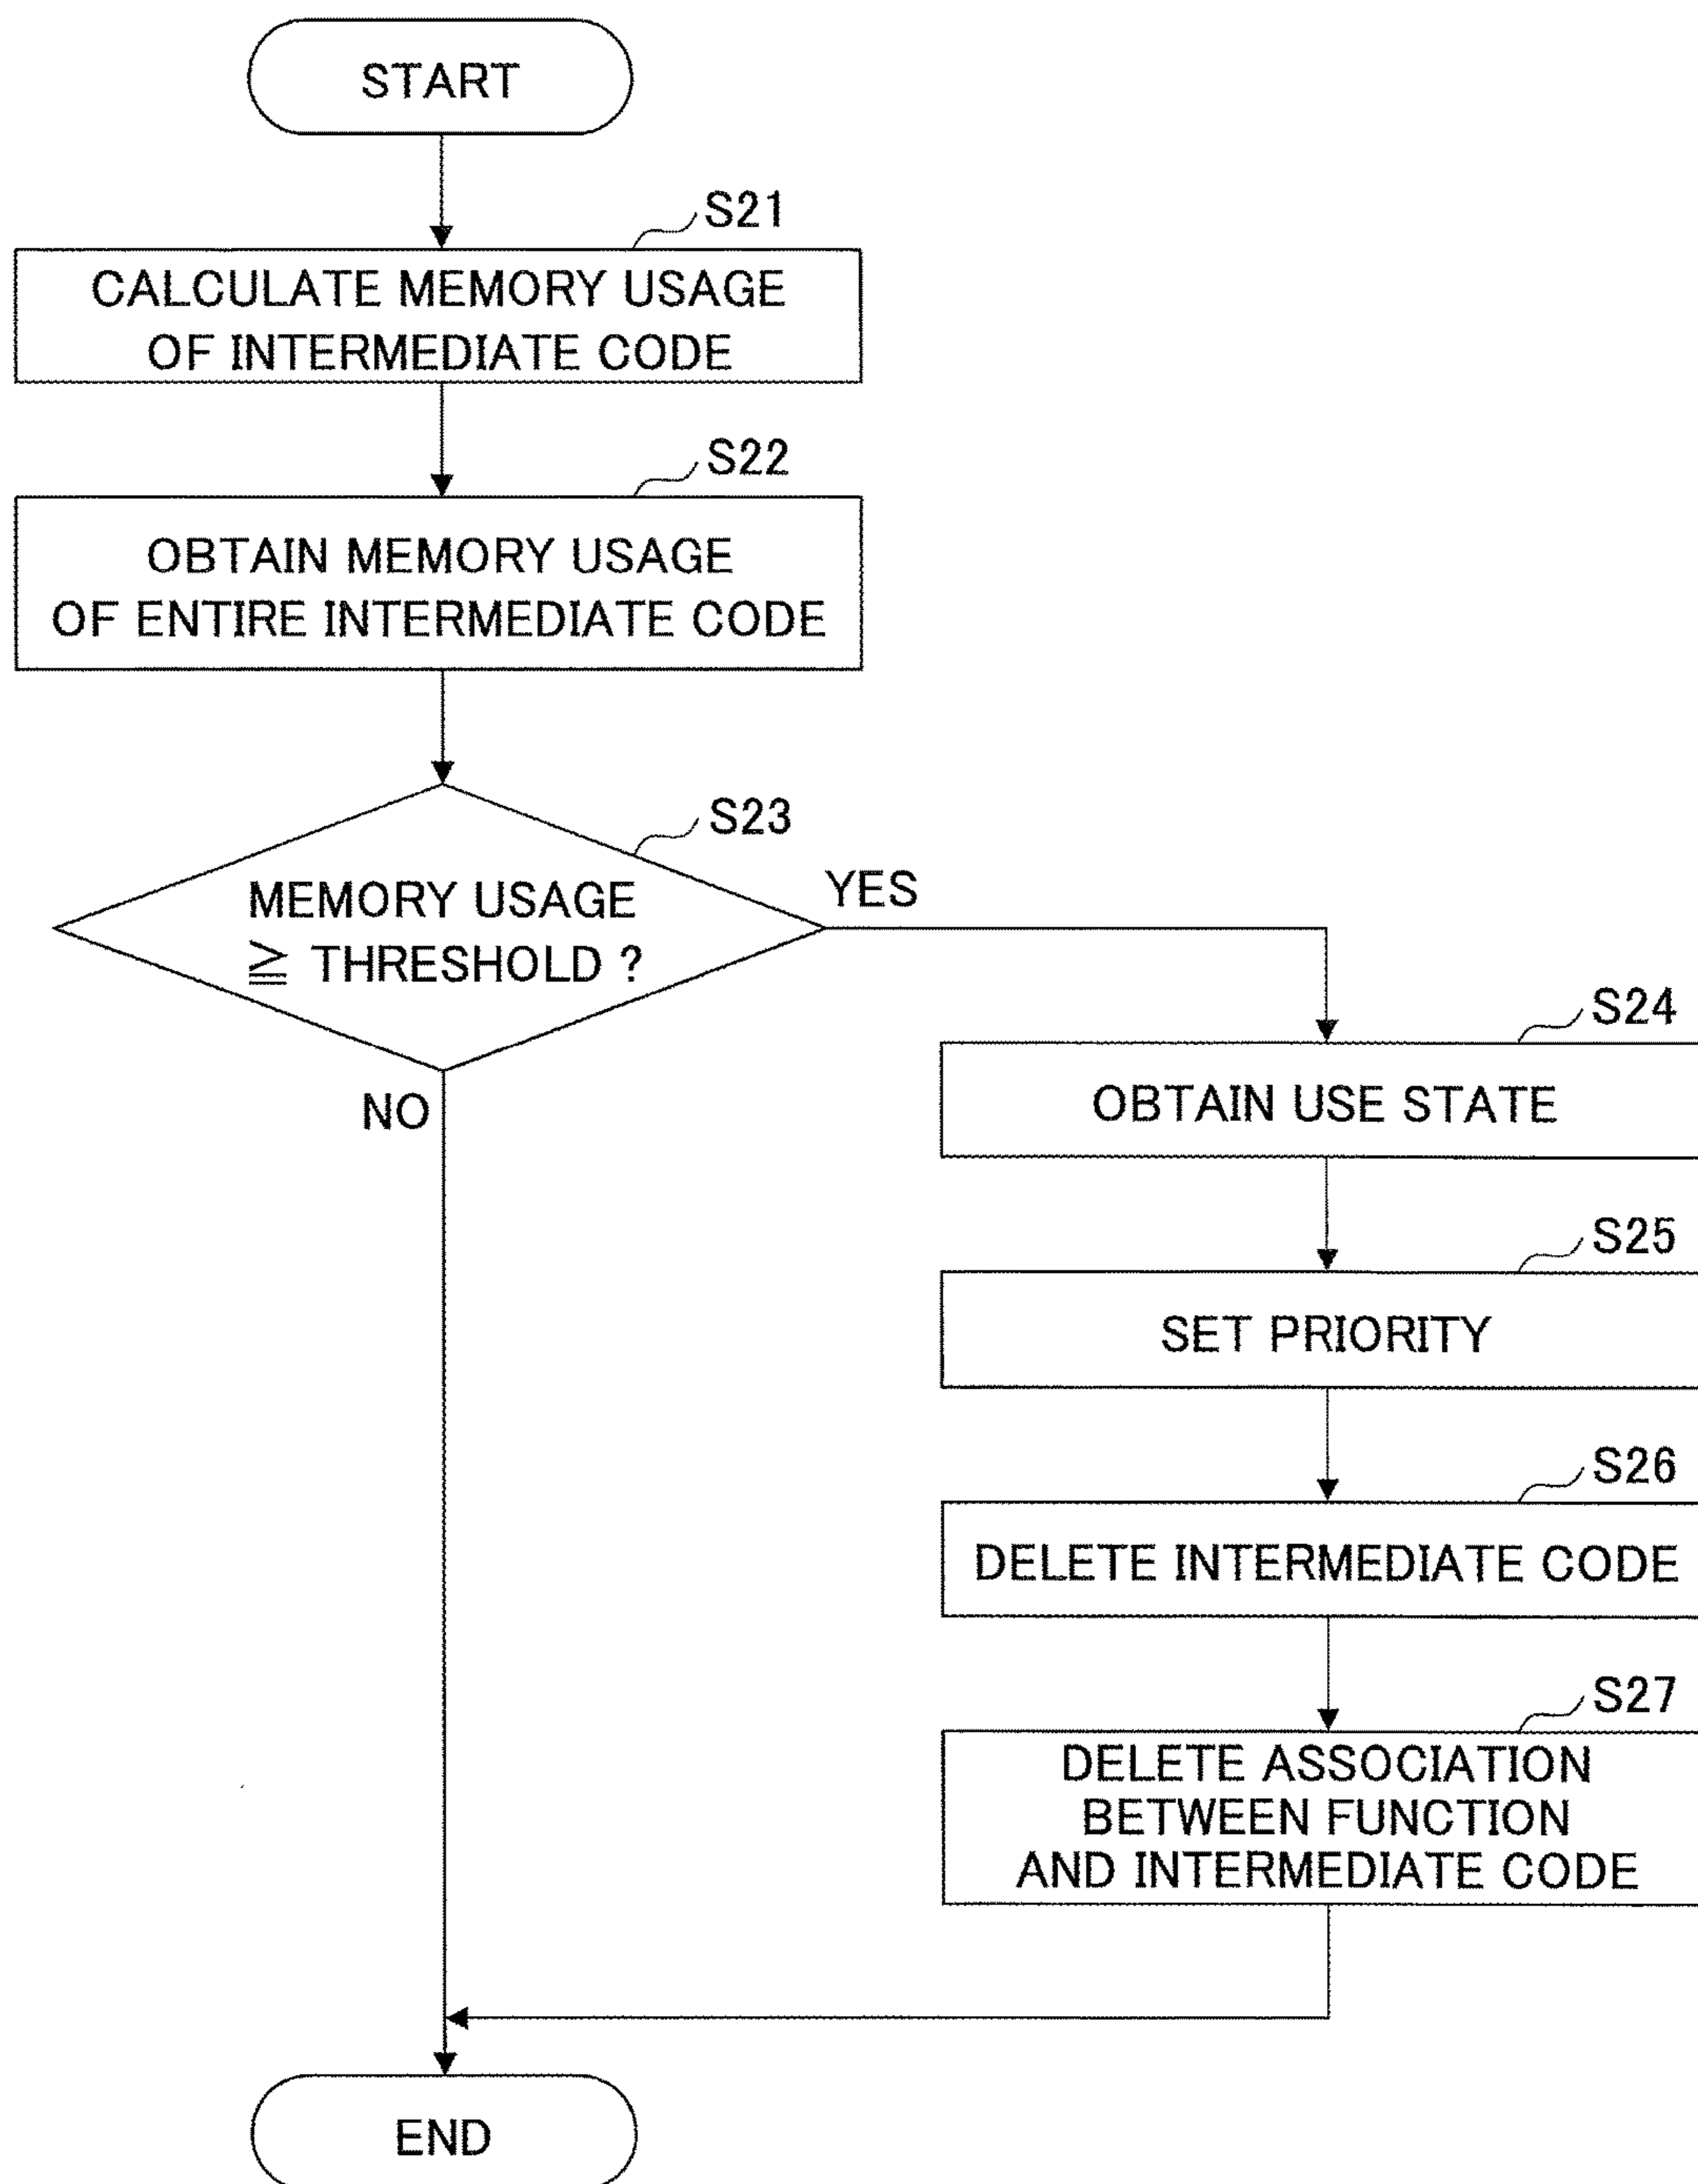 START
S21
CALCULATE MEMORY USAGE
OF INTERMEDIATE CODE
S22
OBTAIN MEMORY USAGE
OF ENTIRE INTERMEDIATE CODE
S23
MEMORY USAGE
≧ THRESHOLD ?
YES
NO
S24
OBTAIN USE STATE
S25
SET PRIORITY
S26
DELETE INTERMEDIATE CODE
S27
DELETE ASSOCIATION
BETWEEN FUNCTION
AND INTERMEDIATE CODE
END